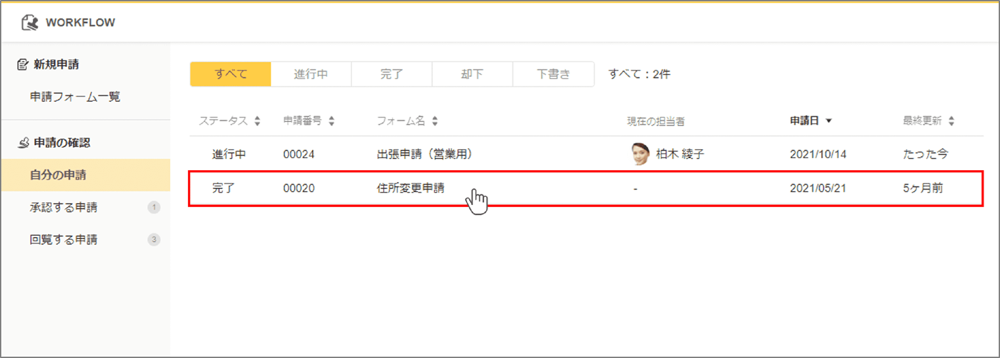 WORKFLOW
新規申請
申請フォーム一覧
申請の確認
自分の申請
承認する申請 1
回覧する申請 3
すべて 進行中 完了 却下 下書き すべて：2件
ステータス 申請番号 フォーム名 現在の担当者 申請日 最終更新
進行中 00024 出張申請（営業用） 柏木 綾子 2021/10/14 たった今
完了 00020 住所変更申請 - 2021/05/21 5ヶ月前